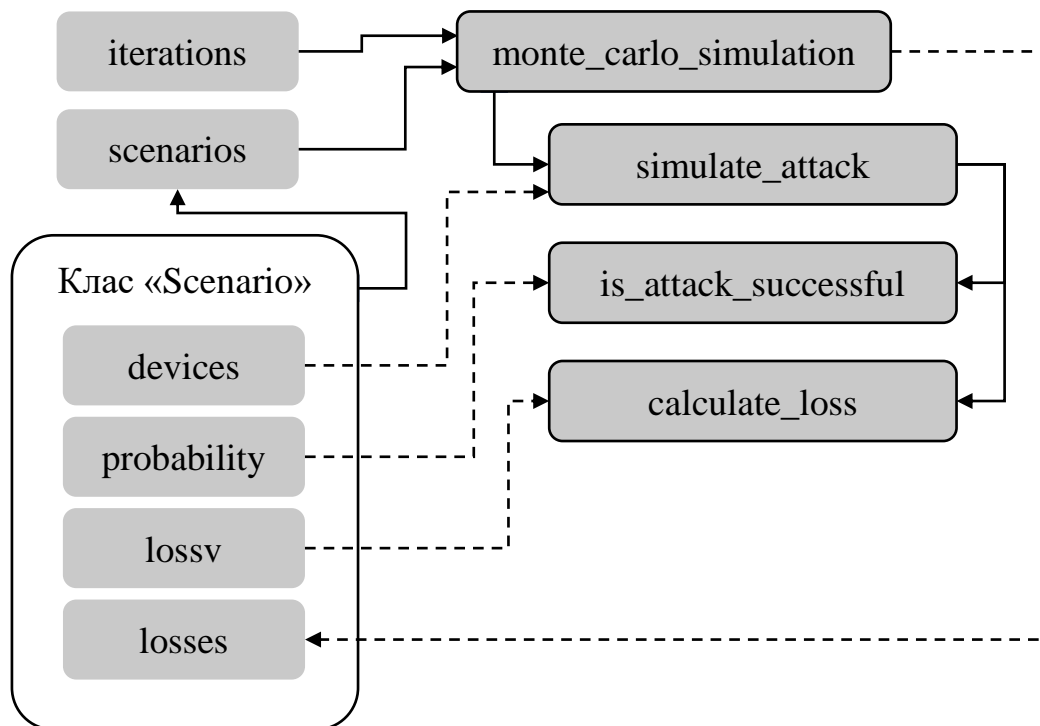 iterations
monte_carlo_simulation
scenarios
simulate_attack
Клас «Scenario»
is_attack_successful
devices
calculate_loss
probability
lossv
losses